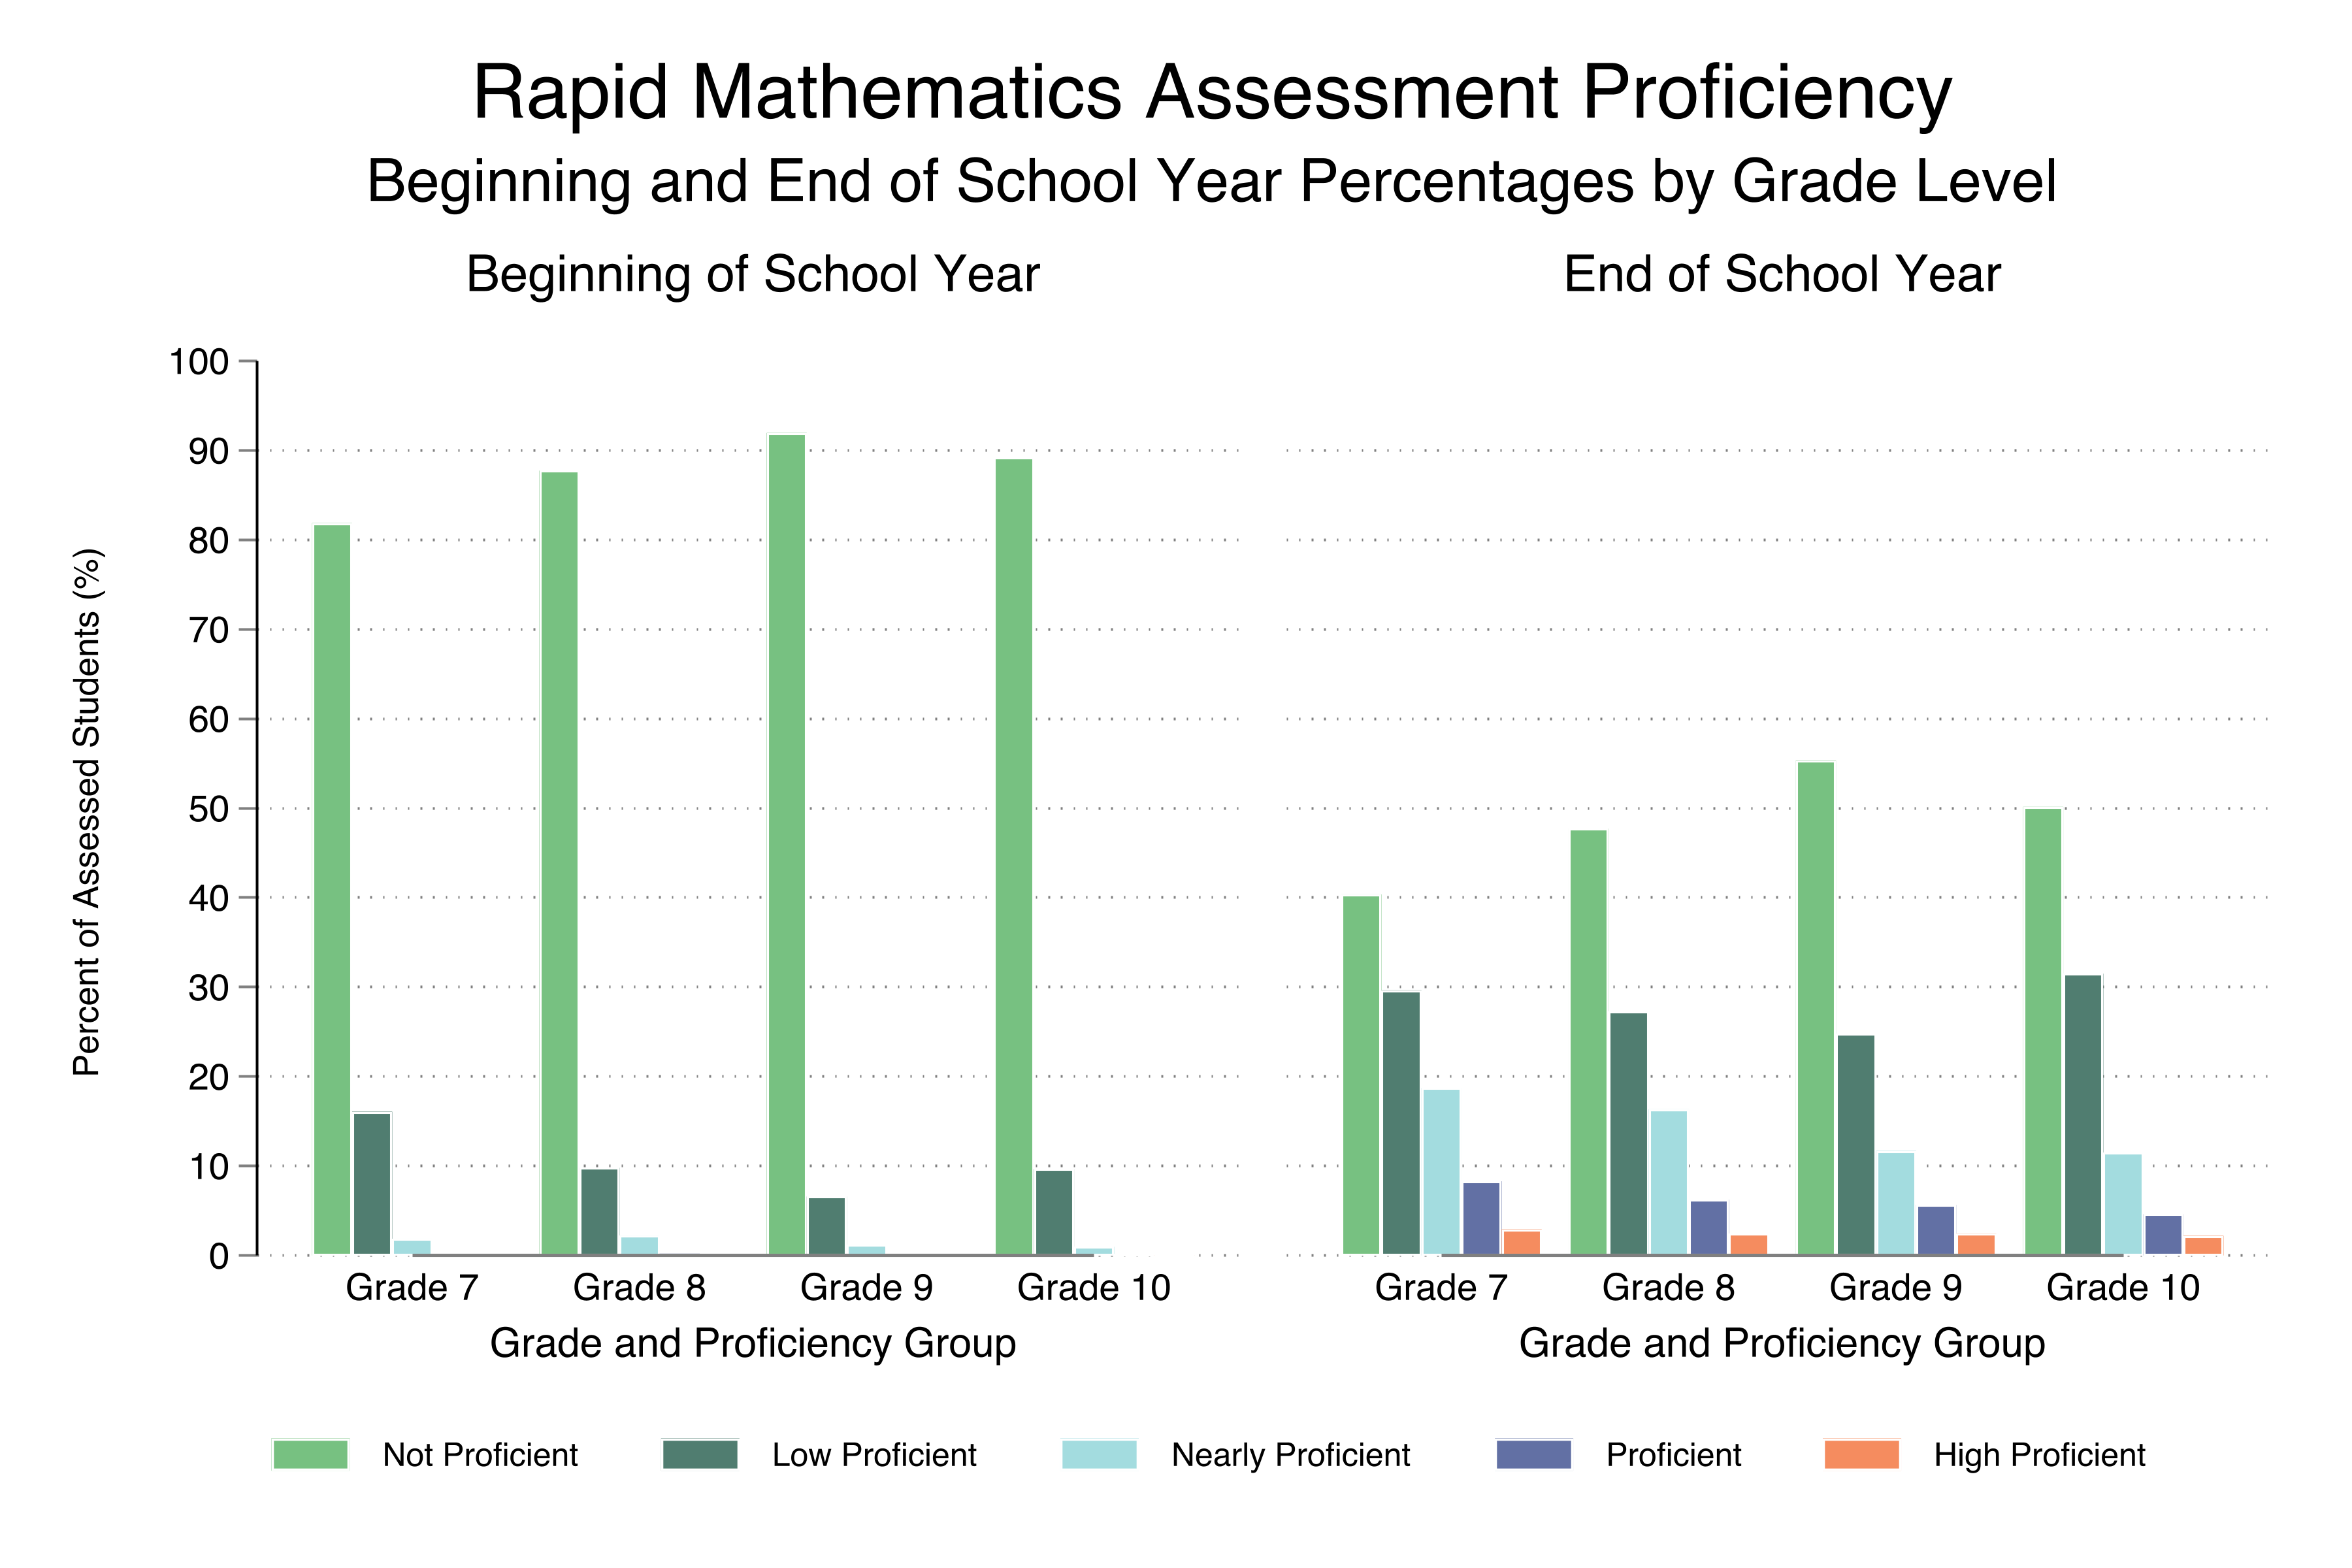 Rapid Mathematics Assessment Proficiency
Beginning and End of School Year Percentages by Grade Level
Beginning of School Year
End of School Year
Percent of Assessed Students (%)
100
90
80
70
60
50
40
30
20
10
0
Grade 7 Grade 8 Grade 9 Grade 10
Grade 7 Grade 8 Grade 9 Grade 10
Grade and Proficiency Group
Grade and Proficiency Group
Not Proficient Low Proficient Nearly Proficient Proficient High Proficient